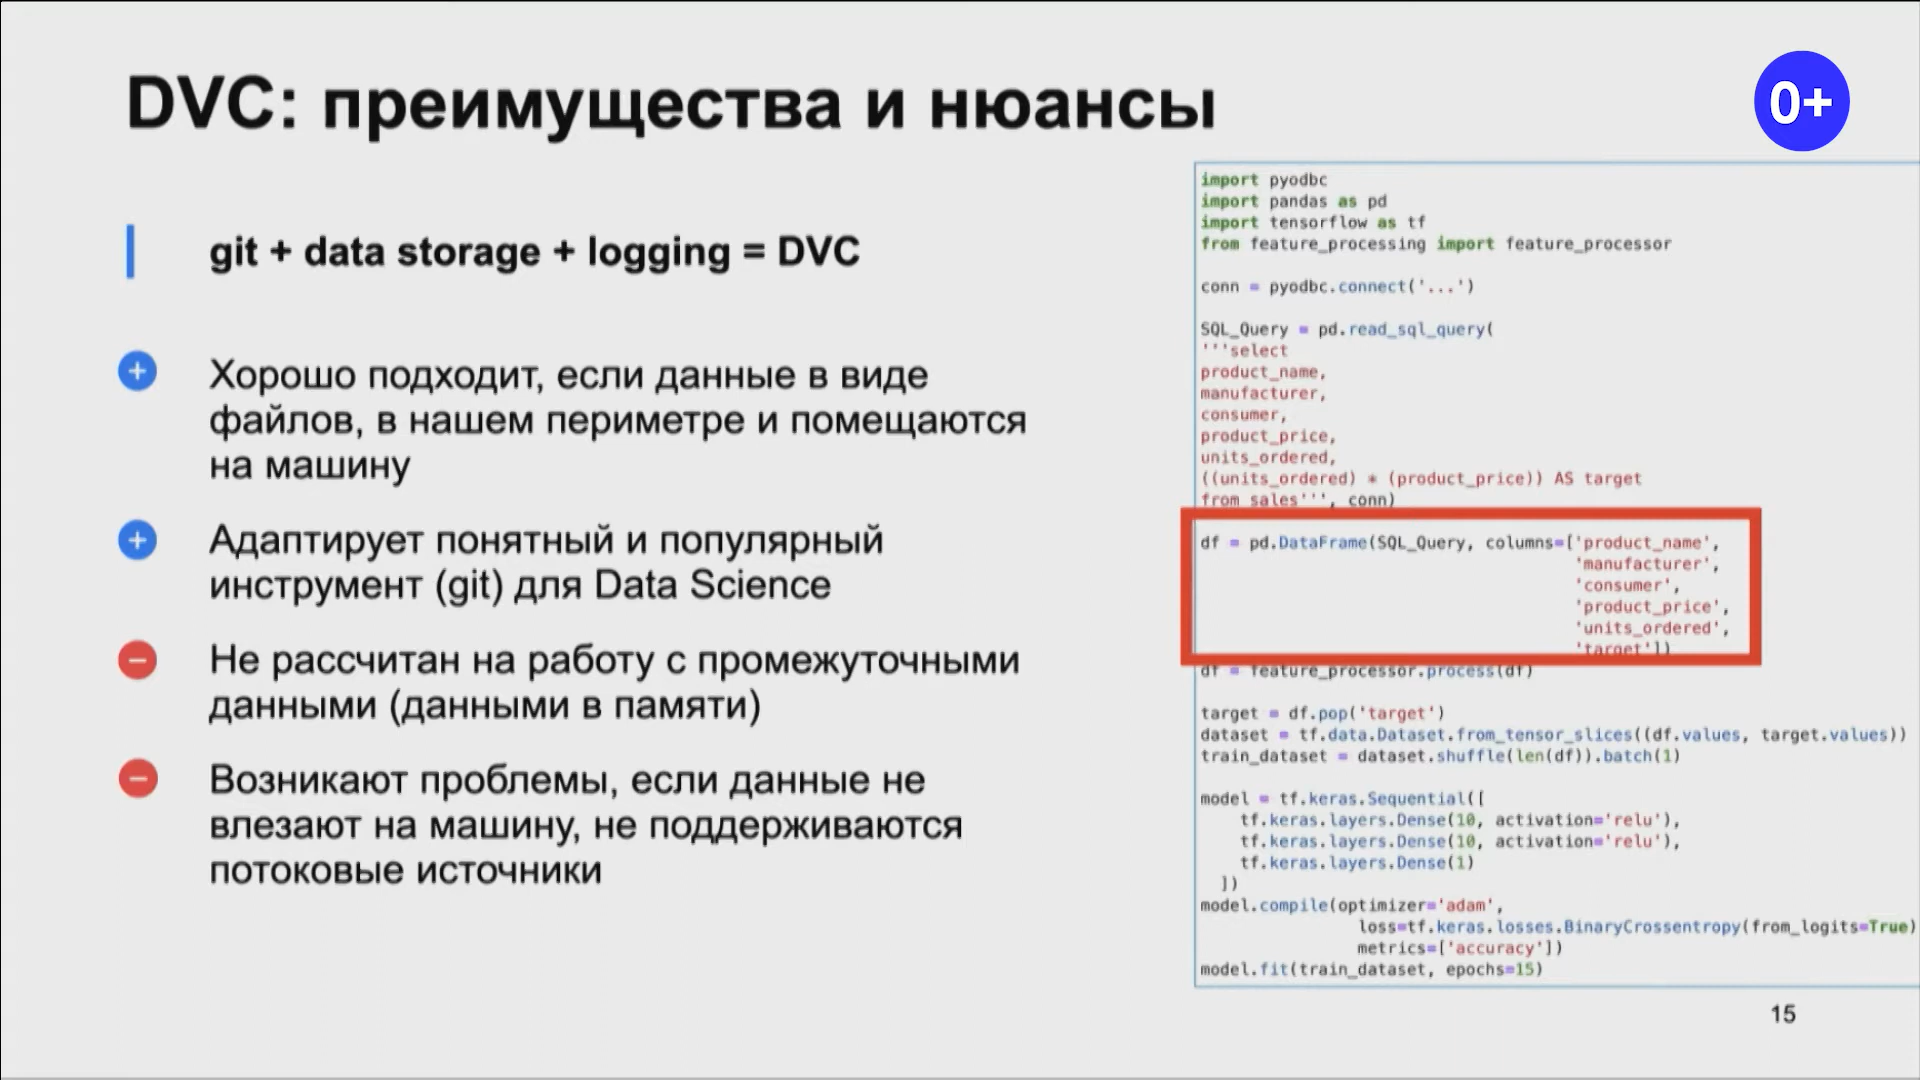 DVC: преимущества и нюансы
0+
git + data storage + logging = DVC
Хорошо подходит, если данные в виде
файлов, в нашем периметре и помещаются
на машину
Адаптирует понятный и популярный
инструмент (git) для Data Science
Не рассчитан на работу с промежуточными
данными (данными в памяти)
Возникают проблемы, если данные не
влезают на машину, не поддерживаются
потоковые источники
import pyodbc
import pandas as pd
import tensorflow as tf
from feature_processing import feature_processor
conn = pyodbc.connect('...')
SQL_Query = pd.read_sql_query(
'''select
product_name,
manufacturer,
consumer,
product_price,
units_ordered,
((units_ordered) * (product_price)) AS target
from sales''', conn)
df = pd.DataFrame(SQL_Query, columns=['product_name',
'manufacturer',
'consumer',
'product_price',
'units_ordered',
'target'])
df = feature_processor.process(df)
target = df.pop('target')
dataset = tf.data.Dataset.from_tensor_slices((df.values, target.values))
train_dataset = dataset.shuffle(len(df)).batch(1)
model = tf.keras.Sequential([
tf.keras.layers.Dense(10, activation='relu'),
tf.keras.layers.Dense(10, activation='relu'),
tf.keras.layers.Dense(1)
])
model.compile(optimizer='adam',
loss=tf.keras.losses.BinaryCrossentropy(from_logits=True)
metrics=['accuracy'])
model.fit(train_dataset, epochs=15)
15